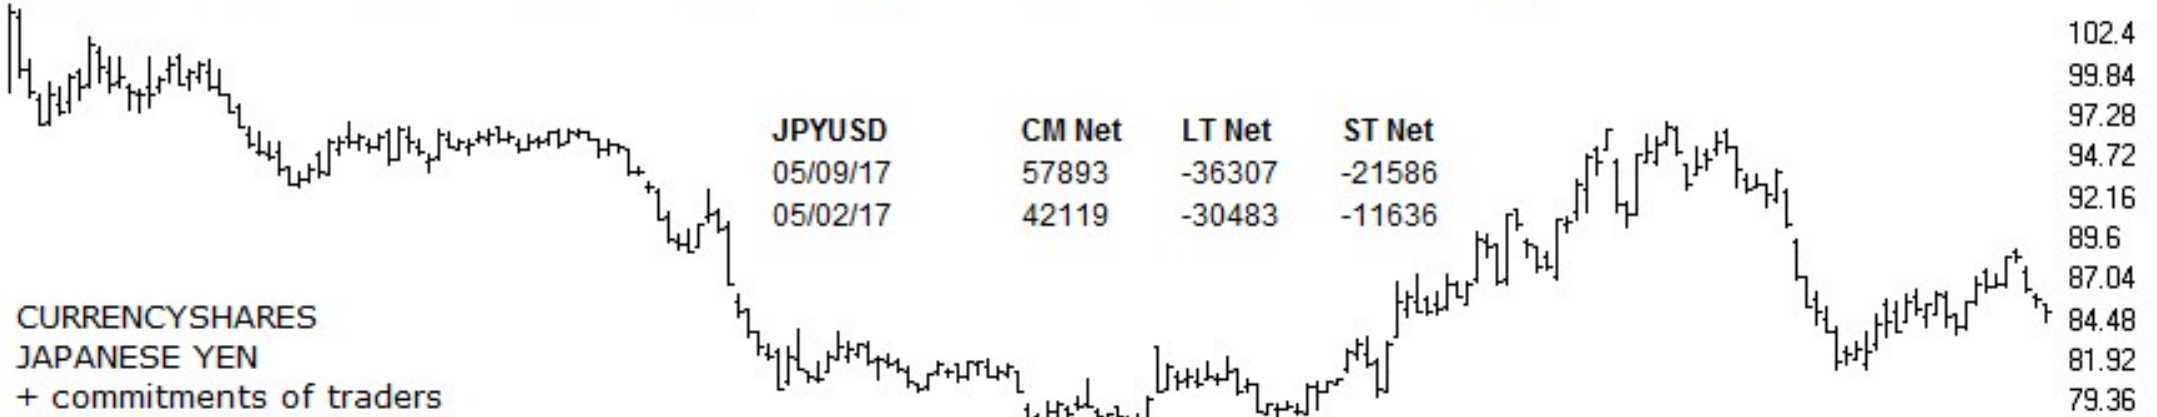 102.4
99.84
97.28
94.72
92.16
89.6
87.04
84.48
81.92
79.36
JPYUSD CM Net LT Net ST Net
05/09/17 57893 -36307 -21586
05/02/17 42119 -30483 -11636
CURRENCYSHARES
JAPANESE YEN
+ commitments of traders